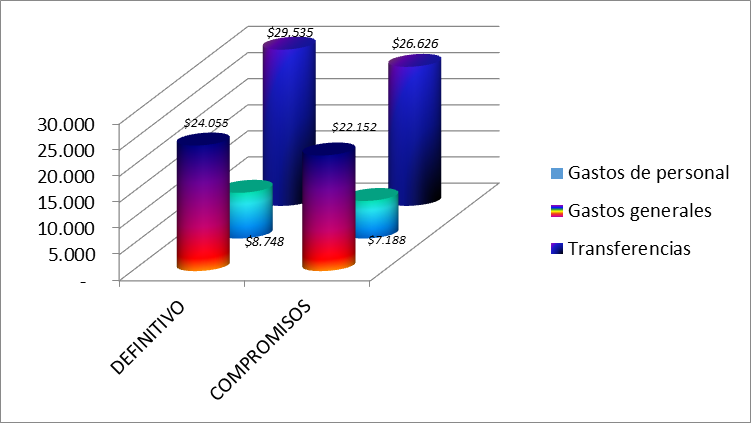 $29.535
$26.626
$24.055
$22.152
$8.748
$7.188
30.000
25.000
20.000
15.000
10.000
5.000
-
DEFINITIVO
COMPROMISOS
Gastos de personal
Gastos generales
Transferencias